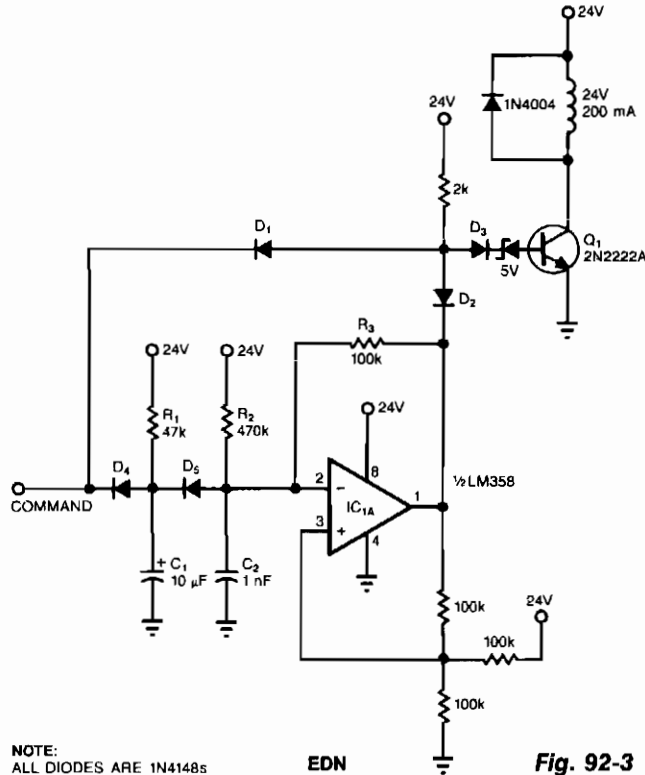 24V
24V
1N4004
24V
200 mA
2k
D1
D3
Q1
2N2222A
5V
D2
R3
100k
24V
24V
24V
R1
47k
R2
470k
D4
D5
COMMAND
2
−
8
IC1A
1
½LM358
3
+
4
+ C1
10 µF
C2
1 nF
100k
24V
100k
100k
NOTE:
ALL DIODES ARE 1N4148s
EDN
Fig. 92-3